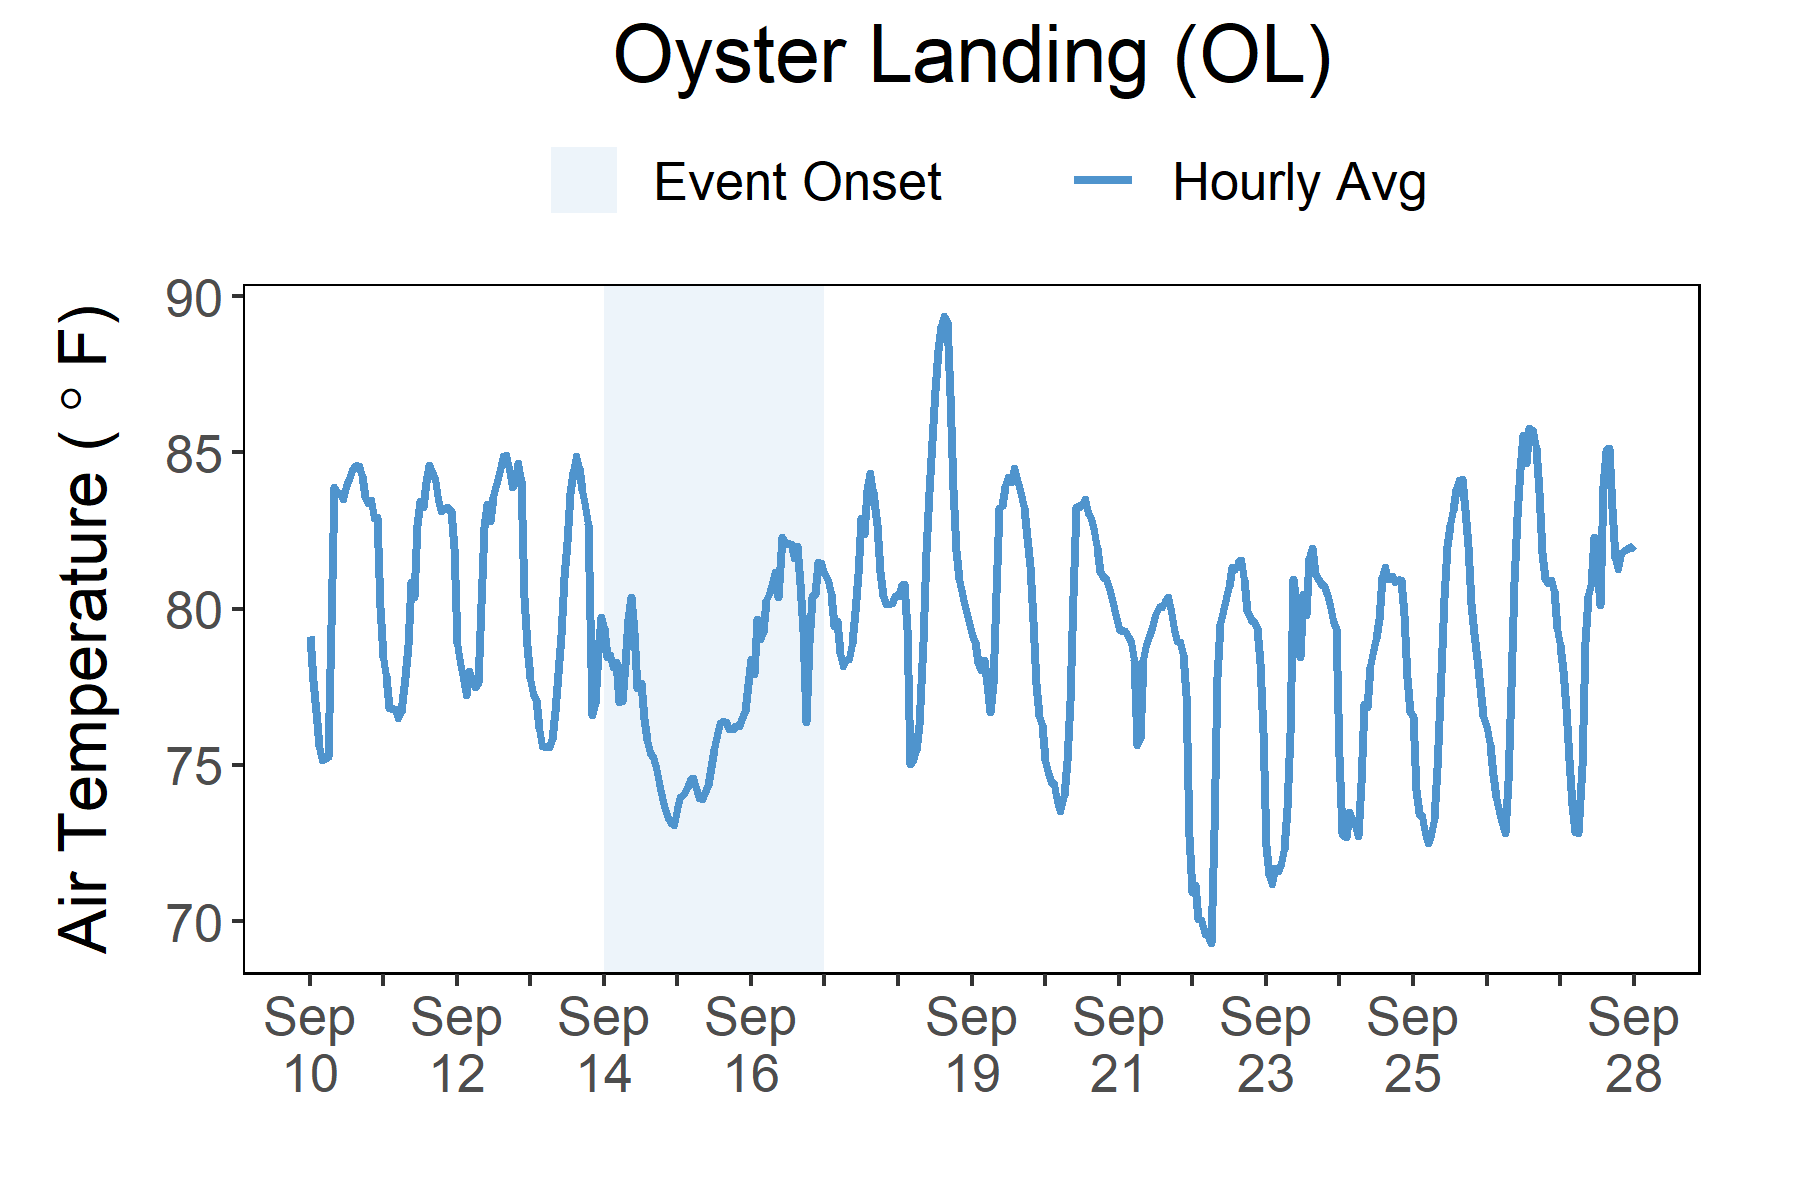 Oyster Landing (OL)
Event Onset Hourly Avg
Air Temperature ( ° F)
90
85
80
75
70
Sep Sep Sep Sep Sep Sep Sep Sep Sep
10 12 14 16 19 21 23 25 28